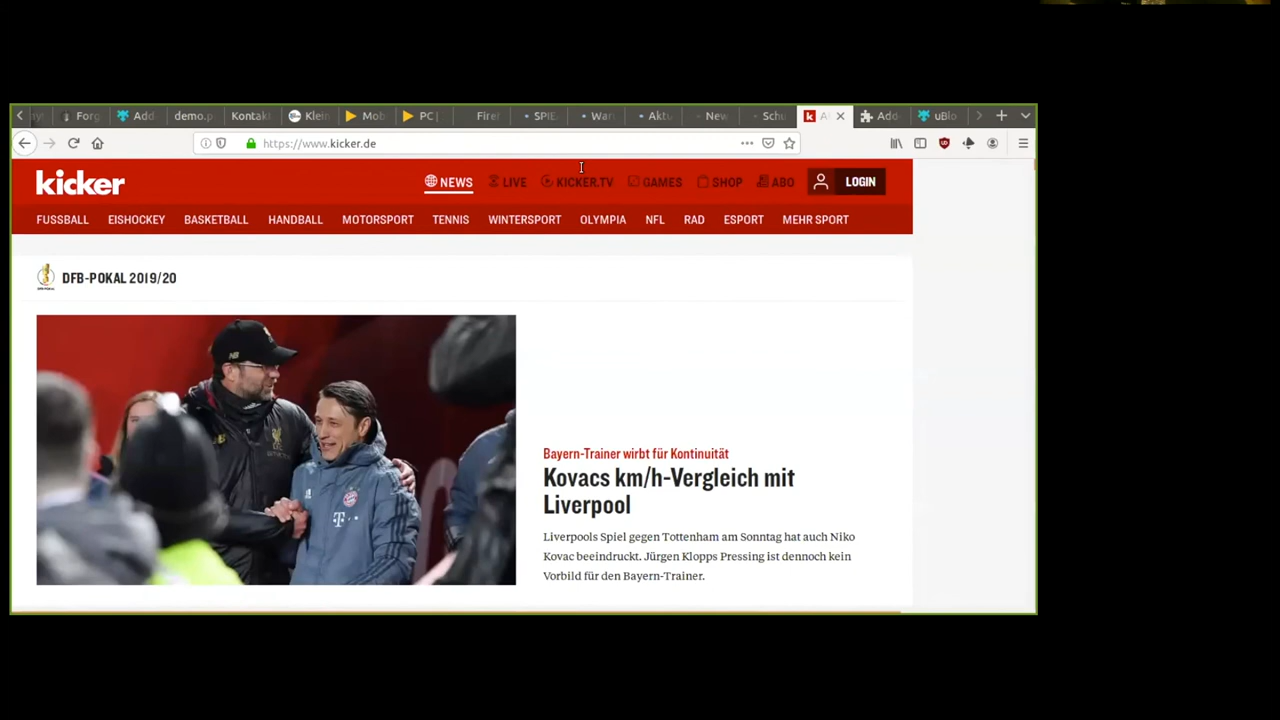 Forg
Add
demo.p
Kontak
Klein
Mob
PC
Firef
SPIE
War
Aktu
New
Schu
Add
uBlo
https://www.kicker.de
kicker
NEWS
LIVE
KICKER.TV
GAMES
SHOP
ABO
LOGIN
FUSSBALL
EISHOCKEY
BASKETBALL
HANDBALL
MOTORSPORT
TENNIS
WINTERSPORT
OLYMPIA
NFL
RAD
ESPORT
MEHR SPORT
DFB-POKAL 2019/20
Bayern-Trainer wirbt für Kontinuität
Kovacs km/h-Vergleich mit
Liverpool
Liverpools Spiel gegen Tottenham am Sonntag hat auch Niko
Kovac beeindruckt. Jürgen Klopps Pressing ist dennoch kein
Vorbild für den Bayern-Trainer.